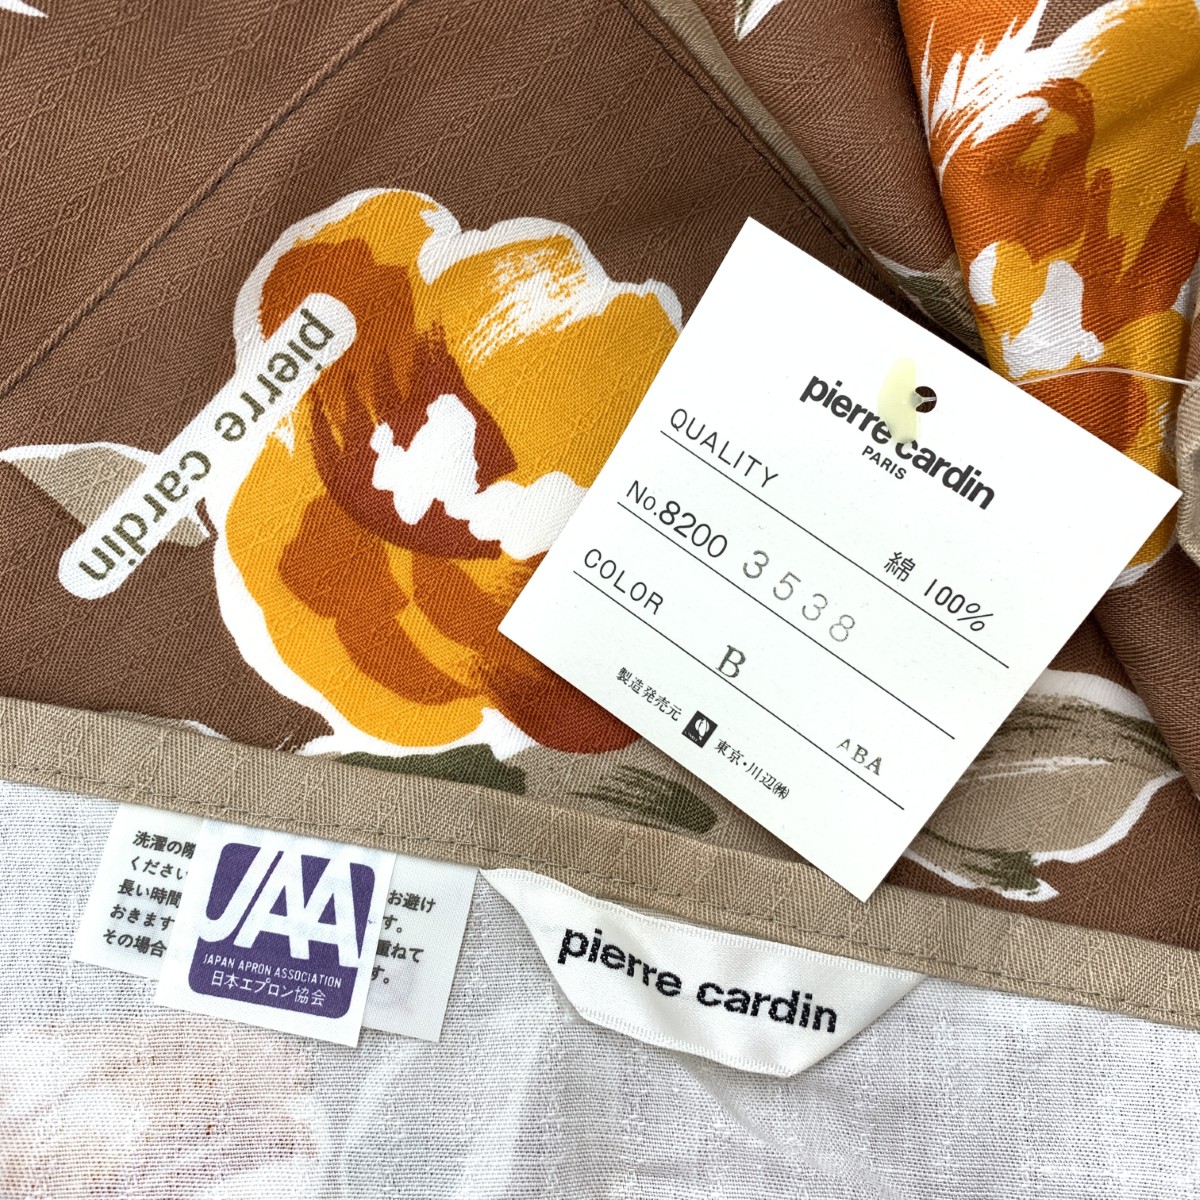 pierre cardin
pierre cardin
PARIS
QUALITY 綿 100%
No.8200 3538
COLOR B ABA
製造発売元 東京・川辺㈱
洗濯の際
ください
長い時間 お避け
おきます す。
その場合 重ねて
す。
JAA
JAPAN APRON ASSOCIATION
日本エプロン協会
pierre cardin